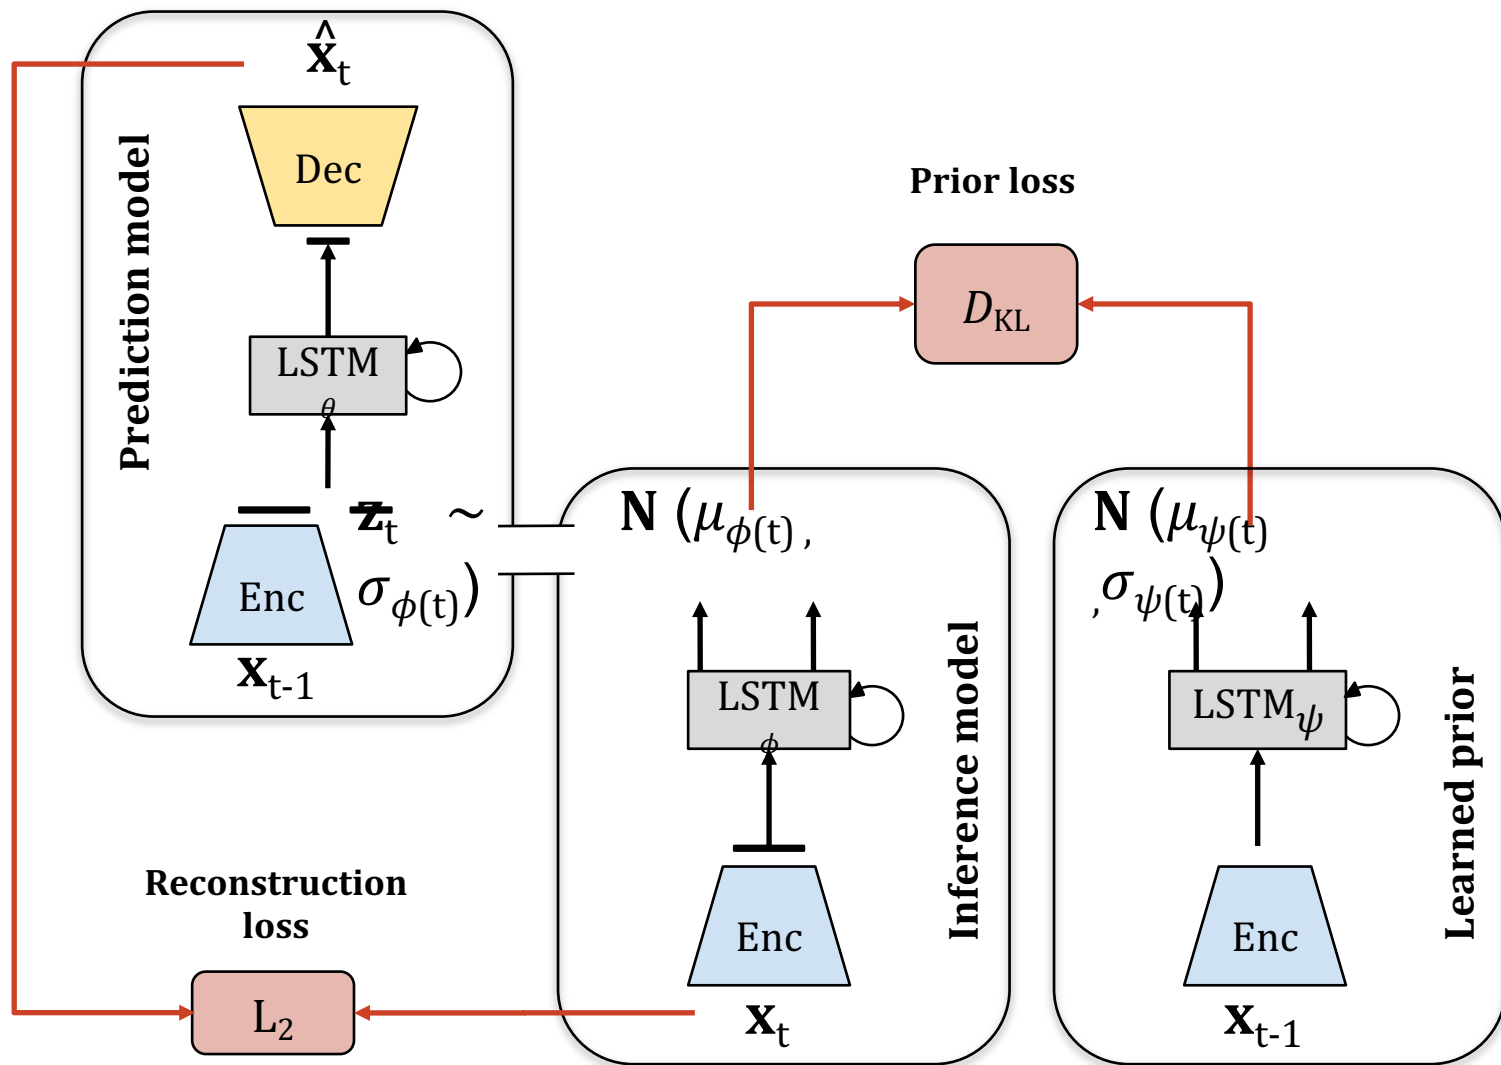 x̂t
Dec
Prediction model
LSTM
θ
zt ~ N (μϕ(t) ,
σϕ(t))
Enc
xt-1
Prior loss
DKL
N (μψ(t)
,σψ(t))
LSTM
ϕ
Inference model
Enc
xt
LSTMψ
Learned prior
Enc
xt-1
Reconstruction
loss
L2